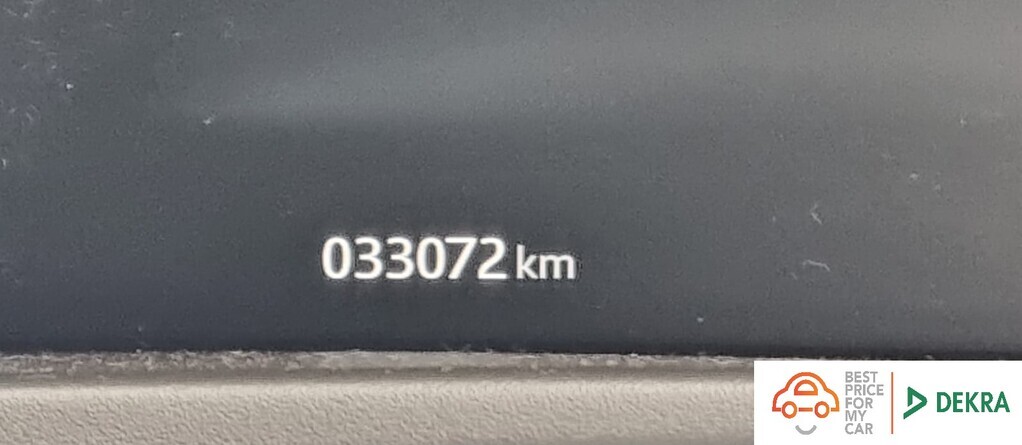 033072 km
BEST
PRICE
FOR
MY
CAR
DEKRA